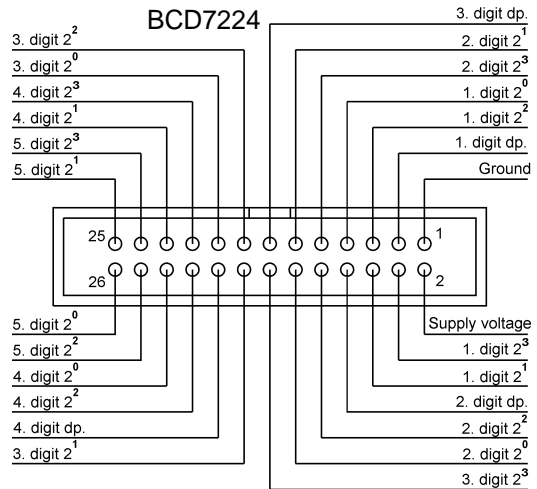 BCD7224
3. digit 2²
3. digit 2⁰
4. digit 2³
4. digit 2¹
5. digit 2³
5. digit 2¹
3. digit dp.
2. digit 2¹
2. digit 2³
1. digit 2⁰
1. digit 2²
1. digit dp.
Ground
25
1
26
2
5. digit 2⁰
5. digit 2²
4. digit 2⁰
4. digit 2²
4. digit dp.
3. digit 2¹
Supply voltage
1. digit 2³
1. digit 2¹
2. digit dp.
2. digit 2²
2. digit 2⁰
3. digit 2³